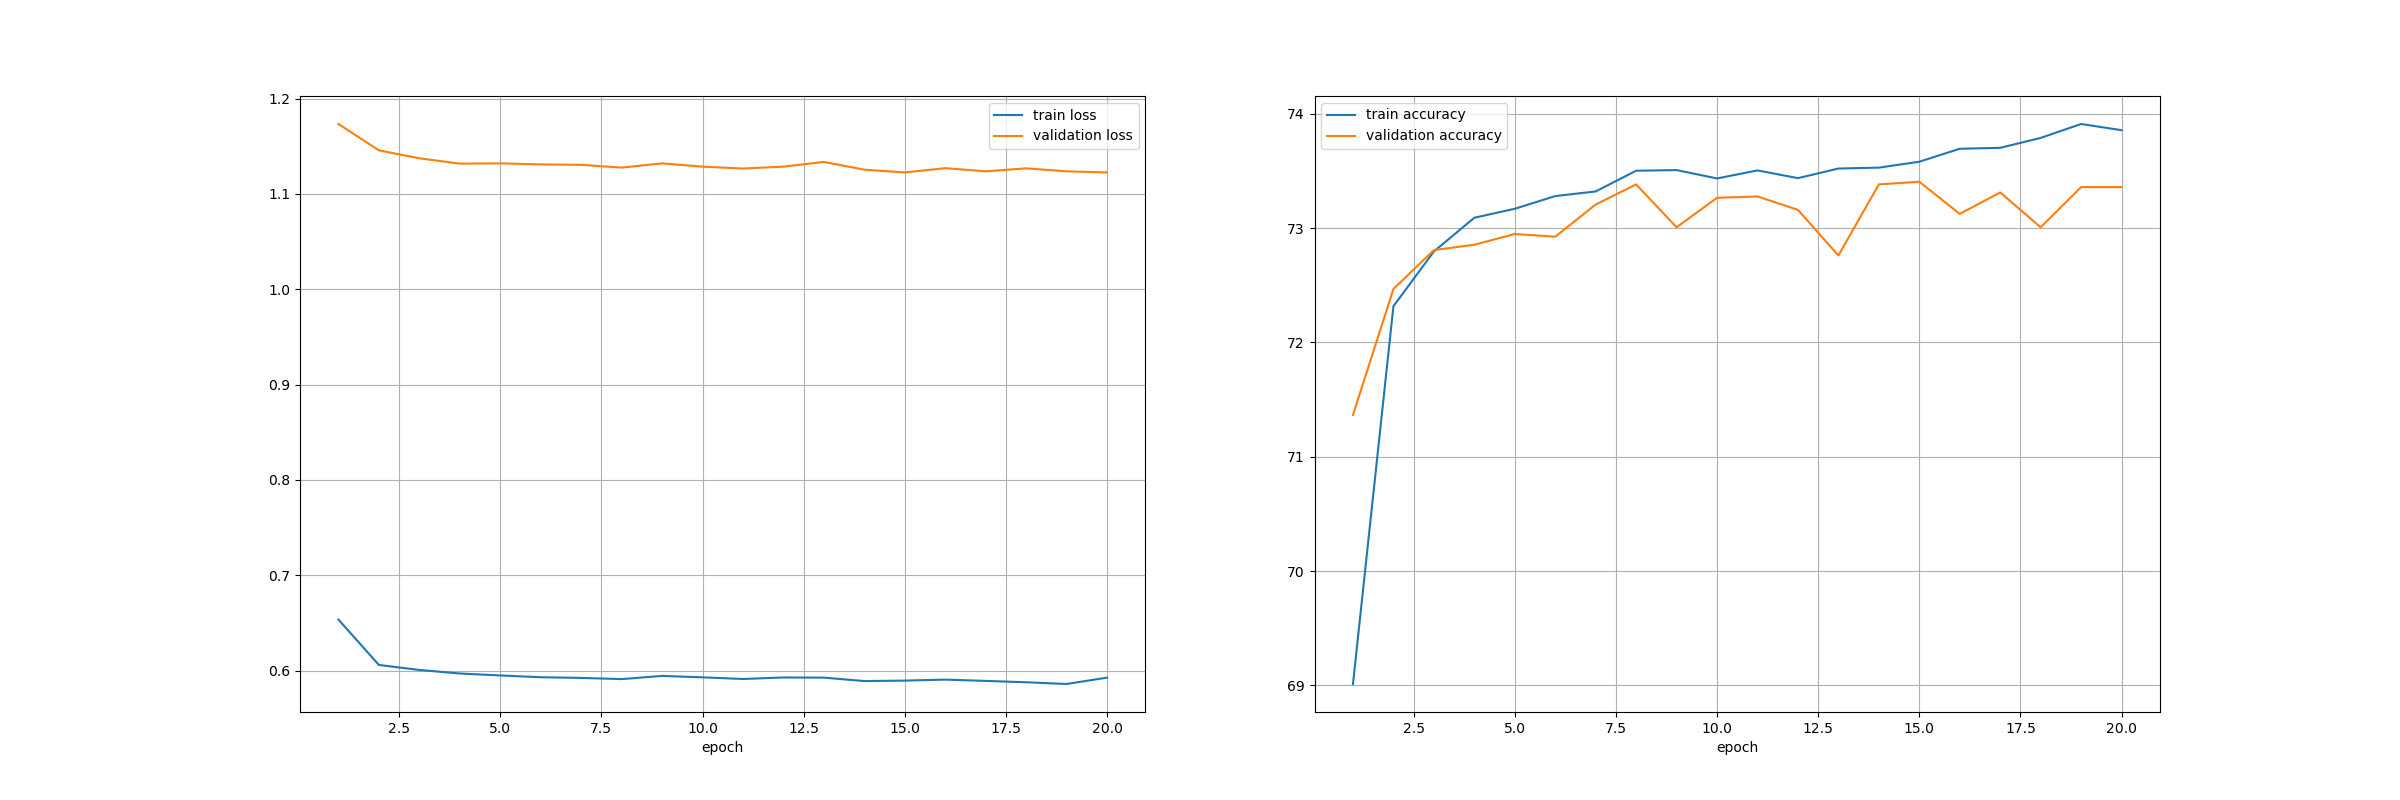 1.2
1.1
1.0
0.9
0.8
0.7
0.6
train loss
validation loss
2.5 5.0 7.5 10.0 12.5 15.0 17.5 20.0
epoch
74
73
72
71
70
69
train accuracy
validation accuracy
2.5 5.0 7.5 10.0 12.5 15.0 17.5 20.0
epoch